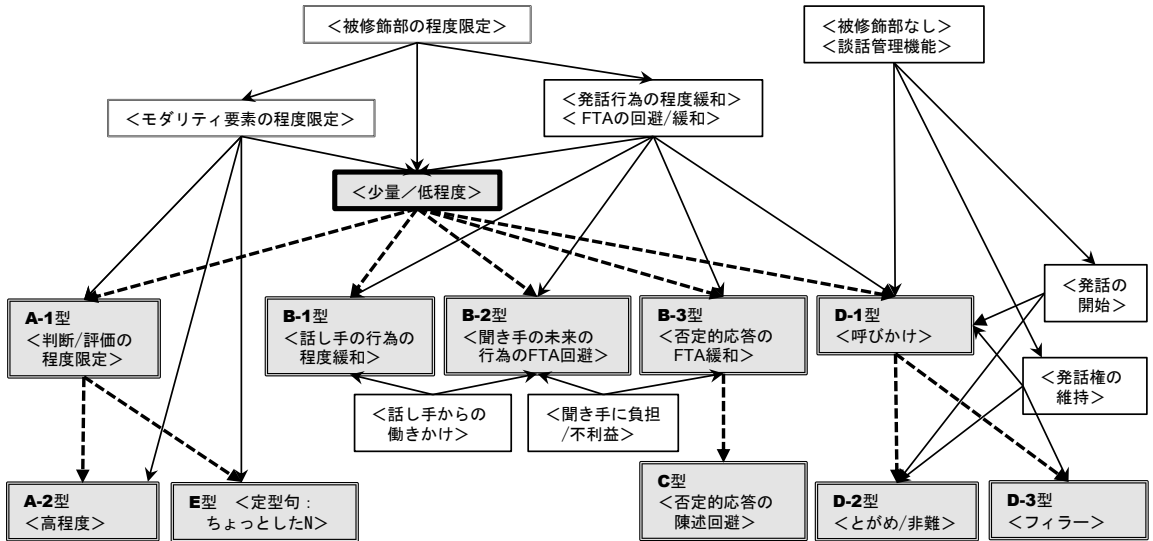 ＜被修飾部の程度限定＞
＜被修飾部なし＞
＜談話管理機能＞
＜モダリティ要素の程度限定＞
＜発話行為の程度緩和＞
＜FTAの回避/緩和＞
＜少量／低程度＞
A-1型
＜判断/評価の
程度限定＞
B-1型
＜話し手の行為の
程度緩和＞
B-2型
＜聞き手の未来の
行為のFTA回避＞
B-3型
＜否定的応答の
FTA緩和＞
D-1型
＜呼びかけ＞
＜発話の
開始＞
＜発話権の
維持＞
＜話し手からの
働きかけ＞
＜聞き手に負担
/不利益＞
A-2型
＜高程度＞
E型　＜定型句：
ちょっとしたN＞
C型
＜否定的応答の
陳述回避＞
D-2型
＜とがめ/非難＞
D-3型
＜フィラー＞